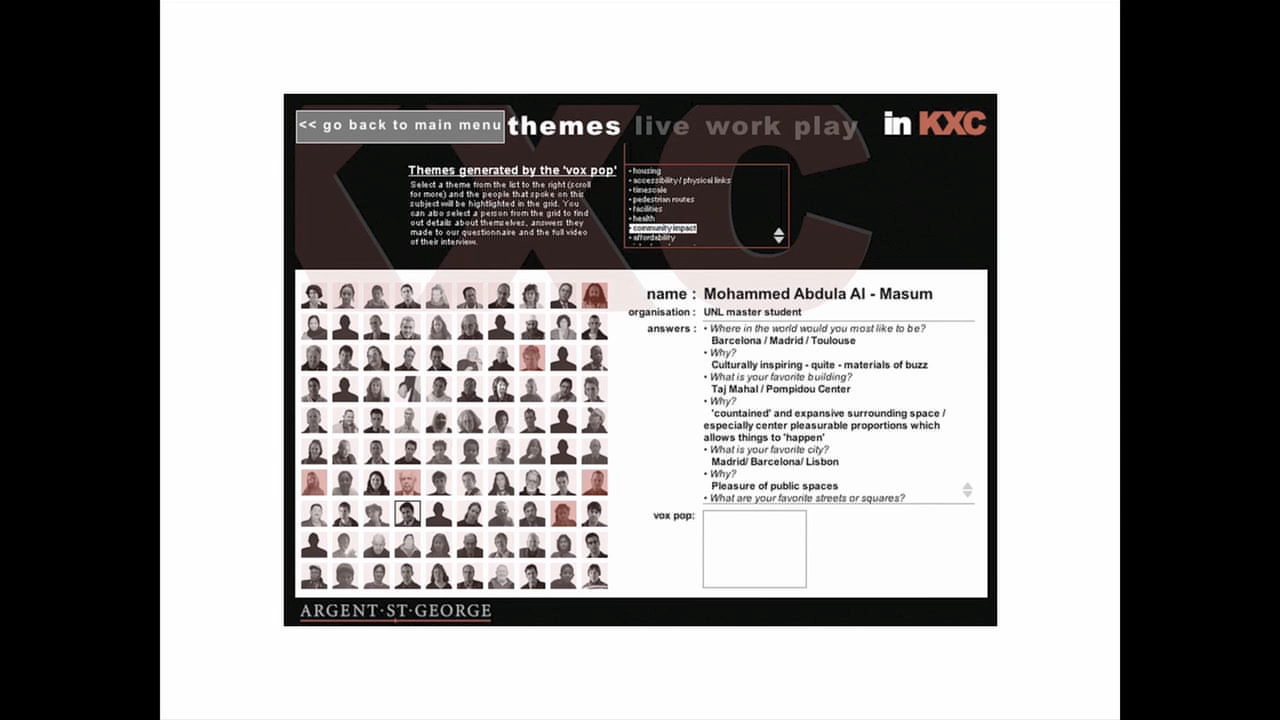 << go back to main menu themes live work play in KXC
Themes generated by the 'vox pop'
Select a theme from the list to the right (scroll
for more) and the people that spoke on this
subject will be hightlighted in the grid. You
can also select a person from the grid to find
out details about themselves, answers they
made to our questionnaire and the full video
of their interview.
• housing
• accessibility / physical links
• timescale
• pedestrian routes
• facilities
• health
• community impact
• affordability
name : Mohammed Abdula Al - Masum
organisation : UNL master student
answers : • Where in the world would you most like to be?
Barcelona / Madrid / Toulouse
• Why?
Culturally inspiring - quite - materials of buzz
• What is your favorite building?
Taj Mahal / Pompidou Center
• Why?
'countained' and expansive surrounding space /
especially center pleasurable proportions which
allows things to 'happen'
• What is your favorite city?
Madrid/ Barcelona/ Lisbon
• Why?
Pleasure of public spaces
• What are your favorite streets or squares?
vox pop:
ARGENT·ST·GEORGE
KXC